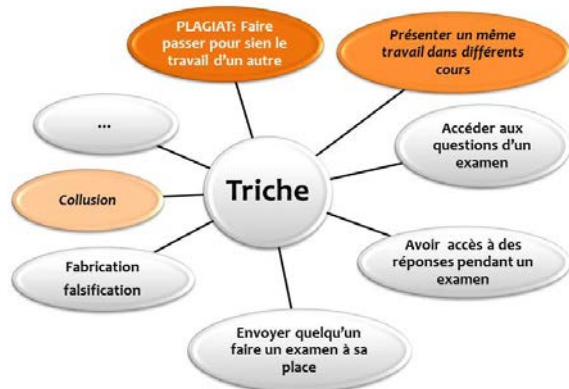 PLAGIAT: Faire
passer pour sien le
travail d'un autre
Présenter un même
travail dans différents
cours
...
Accéder aux
questions d'un
examen
Triche
Collusion
Avoir accès à des
réponses pendant un
examen
Fabrication
falsification
Envoyer quelqu'un
faire un examen à sa
place